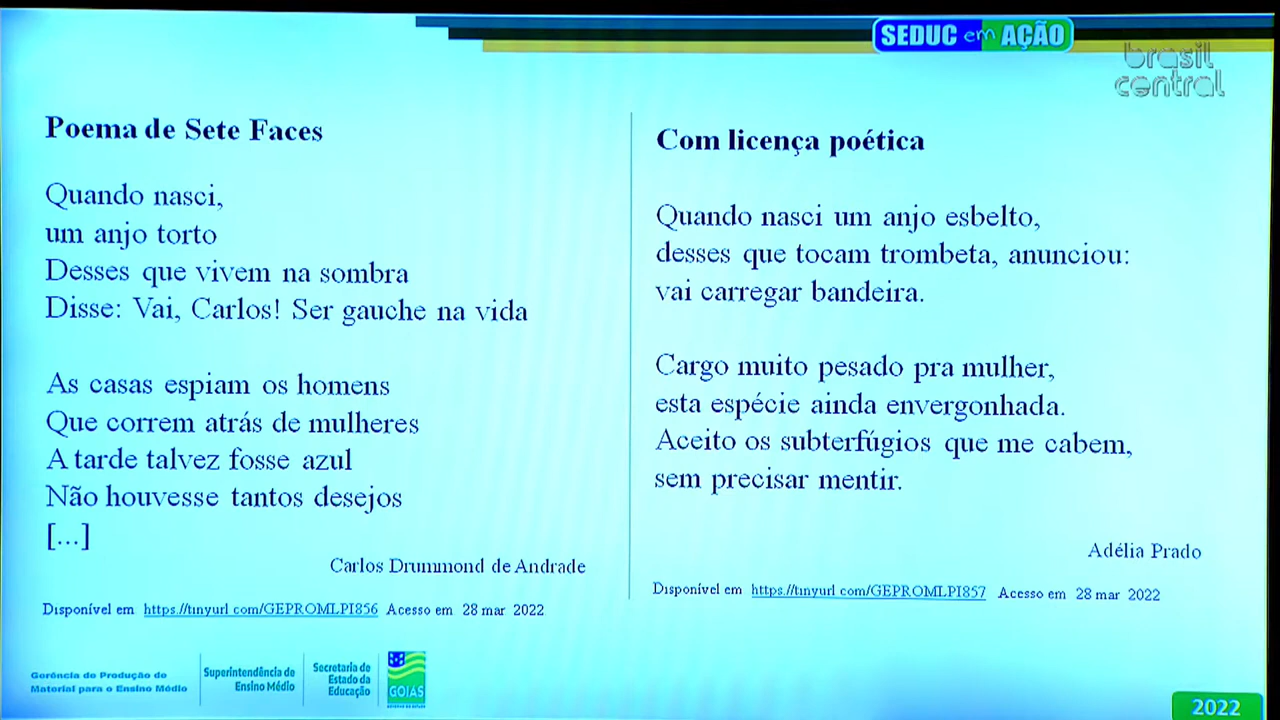 SEDUC em AÇÃO
brasil
central
Poema de Sete Faces
Quando nasci,
um anjo torto
Desses que vivem na sombra
Disse: Vai, Carlos! Ser gauche na vida
As casas espiam os homens
Que correm atrás de mulheres
A tarde talvez fosse azul
Não houvesse tantos desejos
[...]
Carlos Drummond de Andrade
Disponível em https://tinyurl.com/GEPROMLPI856 Acesso em 28 mar 2022
Com licença poética
Quando nasci um anjo esbelto,
desses que tocam trombeta, anunciou:
vai carregar bandeira.
Cargo muito pesado pra mulher,
esta espécie ainda envergonhada.
Aceito os subterfúgios que me cabem,
sem precisar mentir.
Adélia Prado
Disponível em https://tinyurl.com/GEPROMLPI857 Acesso em 28 mar 2022
Gerência de Produção de
Material para o Ensino Médio
Superintendência de
Ensino Médio
Secretaria de
Estado da
Educação
GOIÁS
2022